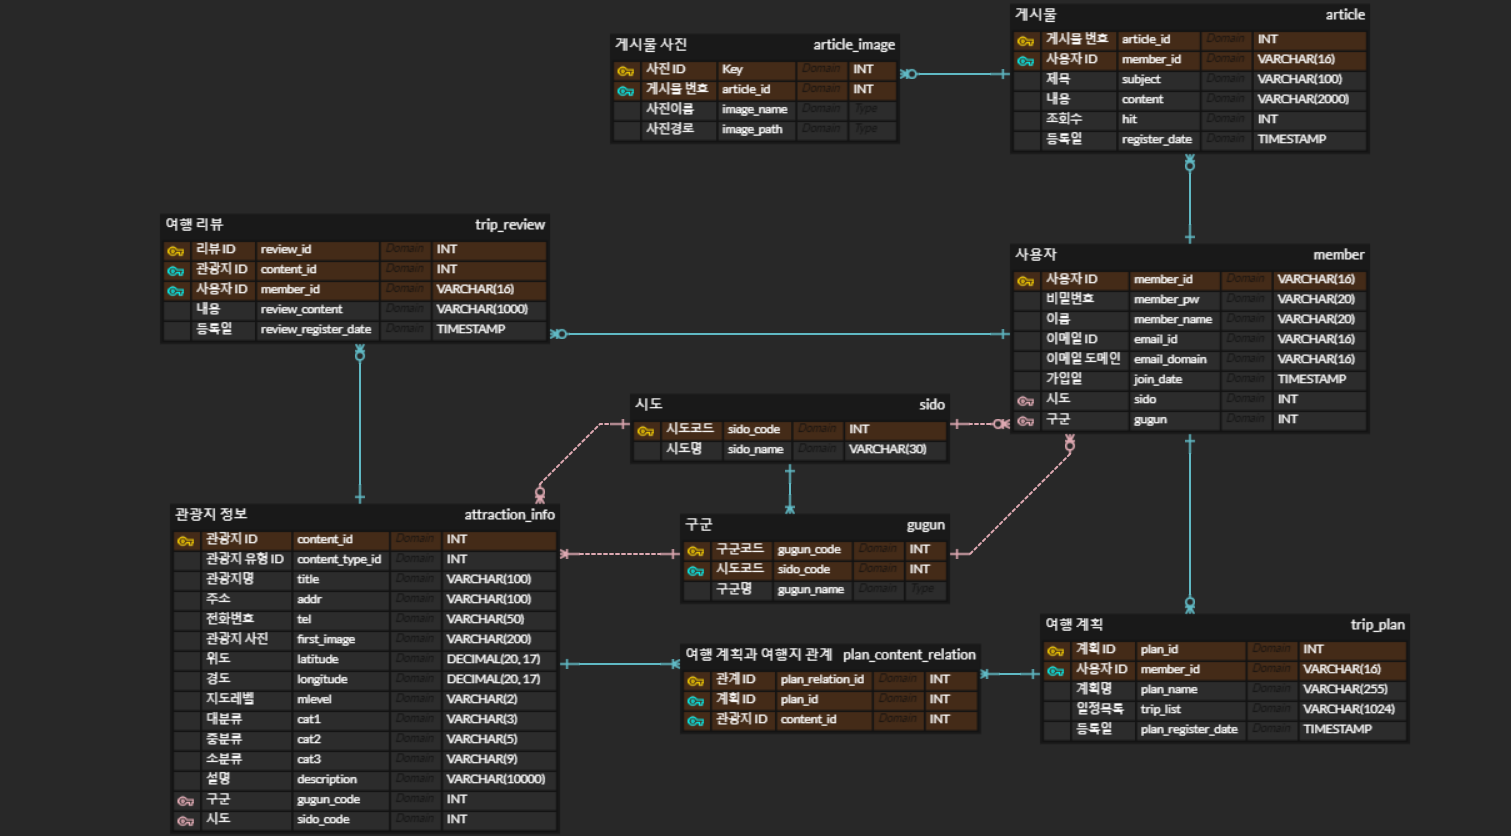 게시물 사진 article_image
사진 ID Key Domain INT
게시물 번호 article_id Domain INT
사진이름 image_name Domain Type
사진경로 image_path Domain Type
게시물 article
게시물 번호 article_id Domain INT
사용자 ID member_id Domain VARCHAR(16)
제목 subject Domain VARCHAR(100)
내용 content Domain VARCHAR(2000)
조회수 hit Domain INT
등록일 register_date Domain TIMESTAMP
여행 리뷰 trip_review
리뷰 ID review_id Domain INT
관광지 ID content_id Domain INT
사용자 ID member_id Domain VARCHAR(16)
내용 review_content Domain VARCHAR(1000)
등록일 review_register_date Domain TIMESTAMP
사용자 member
사용자 ID member_id Domain VARCHAR(16)
비밀번호 member_pw Domain VARCHAR(20)
이름 member_name Domain VARCHAR(20)
이메일 ID email_id Domain VARCHAR(16)
이메일 도메인 email_domain Domain VARCHAR(16)
가입일 join_date Domain TIMESTAMP
시도 sido Domain INT
구군 gugun Domain INT
시도 sido
시도코드 sido_code Domain INT
시도명 sido_name Domain VARCHAR(30)
관광지 정보 attraction_info
관광지 ID content_id Domain INT
관광지 유형 ID content_type_id Domain INT
관광지명 title Domain VARCHAR(100)
주소 addr Domain VARCHAR(100)
전화번호 tel Domain VARCHAR(50)
관광지 사진 first_image Domain VARCHAR(200)
위도 latitude Domain DECIMAL(20, 17)
경도 longitude Domain DECIMAL(20, 17)
지도레벨 mlevel Domain VARCHAR(2)
대분류 cat1 Domain VARCHAR(3)
중분류 cat2 Domain VARCHAR(5)
소분류 cat3 Domain VARCHAR(9)
설명 description Domain VARCHAR(10000)
구군 gugun_code Domain INT
시도 sido_code Domain INT
구군 gugun
구군코드 gugun_code Domain INT
시도코드 sido_code Domain INT
구군명 gugun_name Domain Type
여행 계획과 여행지 관계 plan_content_relation
관계 ID plan_relation_id Domain INT
계획 ID plan_id Domain INT
관광지 ID content_id Domain INT
여행 계획 trip_plan
계획 ID plan_id Domain INT
사용자 ID member_id Domain VARCHAR(16)
계획명 plan_name Domain VARCHAR(255)
일정목록 trip_list Domain VARCHAR(1024)
등록일 plan_register_date Domain TIMESTAMP